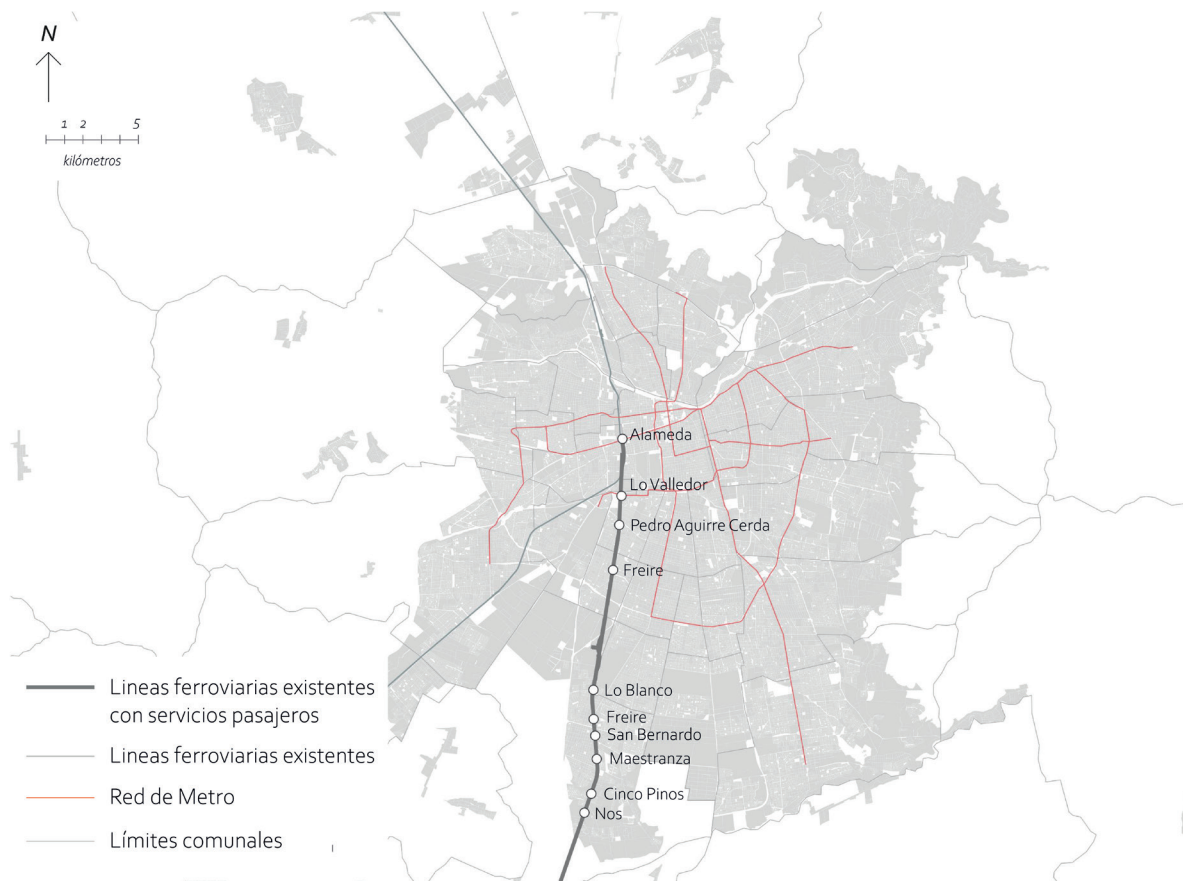 N
1 2 5
kilómetros
Alameda
Lo Valledor
Pedro Aguirre Cerda
Freire
Lo Blanco
Freire
San Bernardo
Maestranza
Cinco Pinos
Nos
Lineas ferroviarias existentes
con servicios pasajeros
Lineas ferroviarias existentes
Red de Metro
Límites comunales